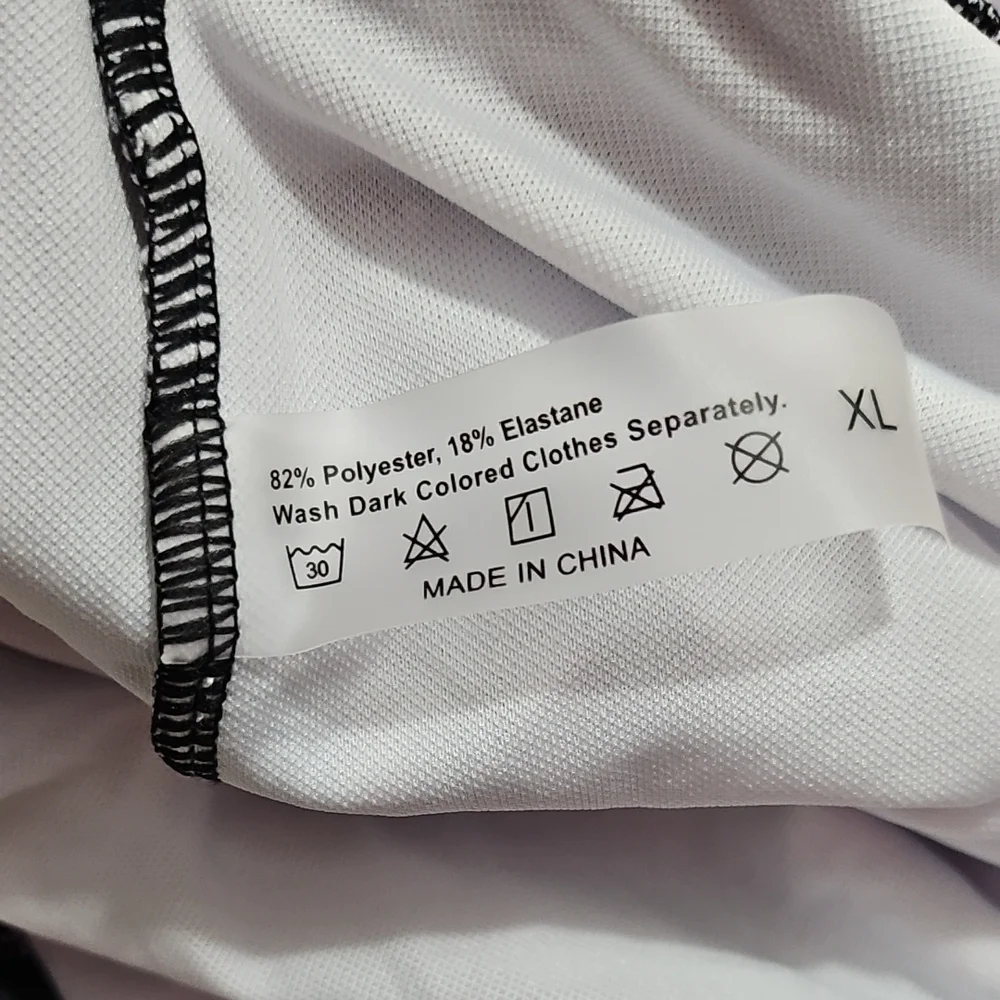 82% Polyester, 18% Elastane
Wash Dark Colored Clothes Separately.
XL
30
MADE IN CHINA